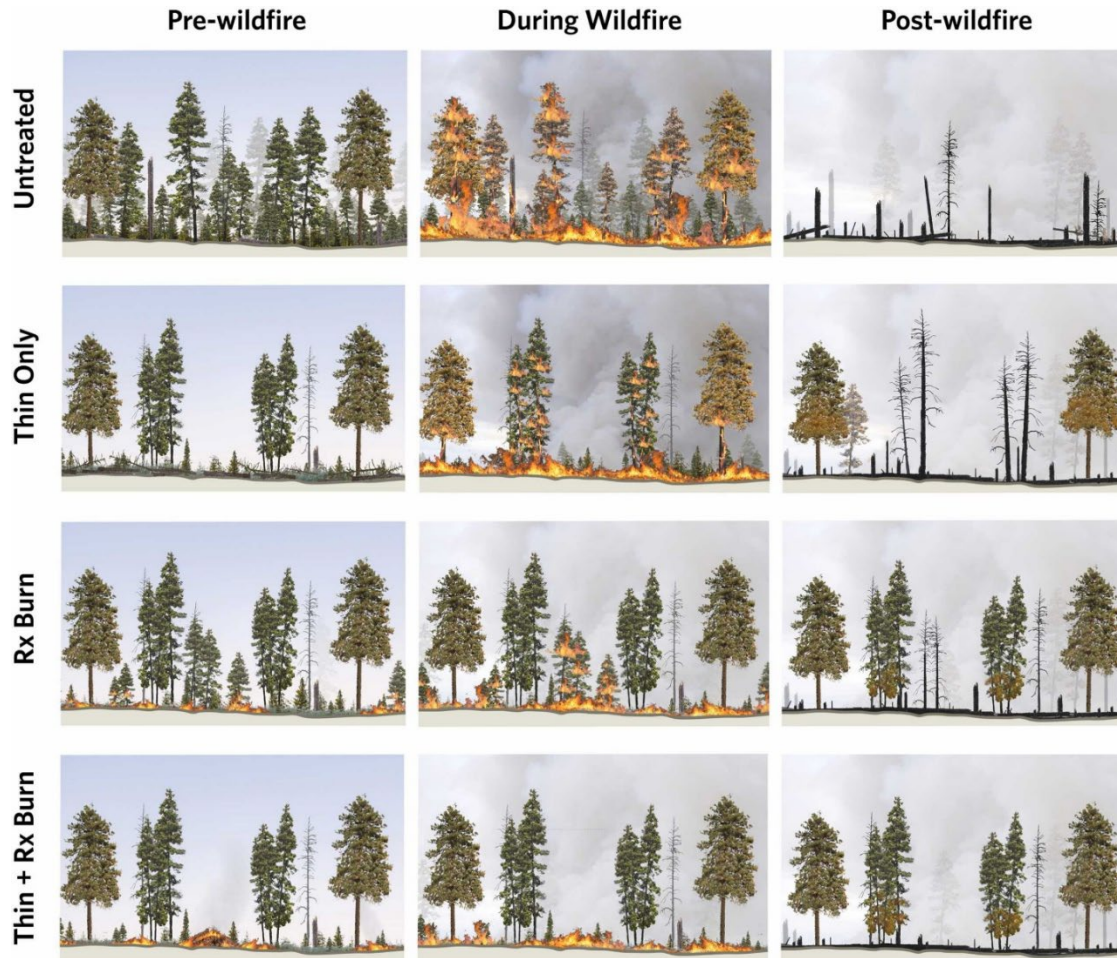 Pre-wildfire
During Wildfire
Post-wildfire
Untreated
Thin Only
Rx Burn
Thin + Rx Burn